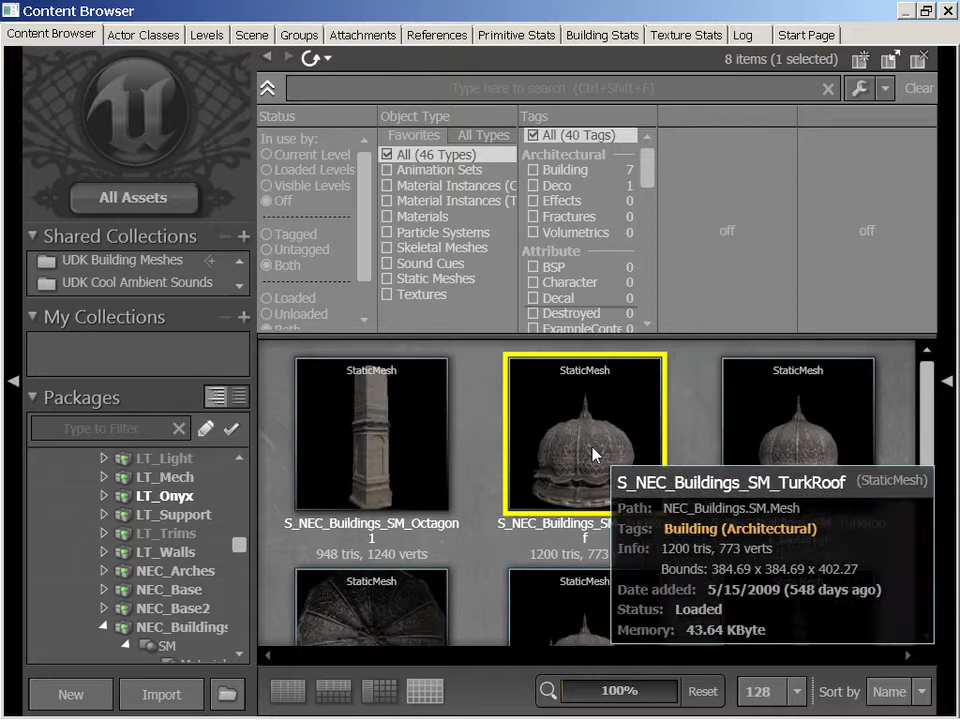 Content Browser
Content Browser Actor Classes Levels Scene Groups Attachments References Primitive Stats Building Stats Texture Stats Log Start Page
8 items (1 selected)
Type here to search (Ctrl+Shift+F) Clear
All Assets
Shared Collections
UDK Building Meshes
UDK Cool Ambient Sounds
My Collections
Packages
Type to Filter
LT_Light
LT_Mech
LT_Onyx
LT_Support
LT_Trims
LT_Walls
NEC_Arches
NEC_Base
NEC_Base2
NEC_Buildings
SM
New Import
Status
In use by:
Current Level
Loaded Levels
Visible Levels
Off
Tagged
Untagged
Both
Loaded
Unloaded
Both
Object Type
Favorites All Types
All (46 Types)
Animation Sets
Material Instances (C
Material Instances (T
Materials
Particle Systems
Skeletal Meshes
Sound Cues
Static Meshes
Textures
Tags
All (40 Tags)
Architectural
Building 7
Deco 1
Effects 0
Fractures 0
Volumetrics 0
Attribute
BSP 0
Character 0
Decal 0
Destroyed 0
ExampleConte 0
off off
StaticMesh StaticMesh StaticMesh
S_NEC_Buildings_SM_Octagon
1
948 tris, 1240 verts
S_NEC_Buildings_SM
f
1200 tris, 773
S_NEC_Buildings_SM_TurkRoof (StaticMesh)
Path: NEC_Buildings.SM.Mesh
Tags: Building (Architectural)
Info: 1200 tris, 773 verts
Bounds: 384.69 x 384.69 x 402.27
Date added: 5/15/2009 (548 days ago)
Status: Loaded
Memory: 43.64 KByte
StaticMesh StaticMesh
100% Reset 128 Sort by Name